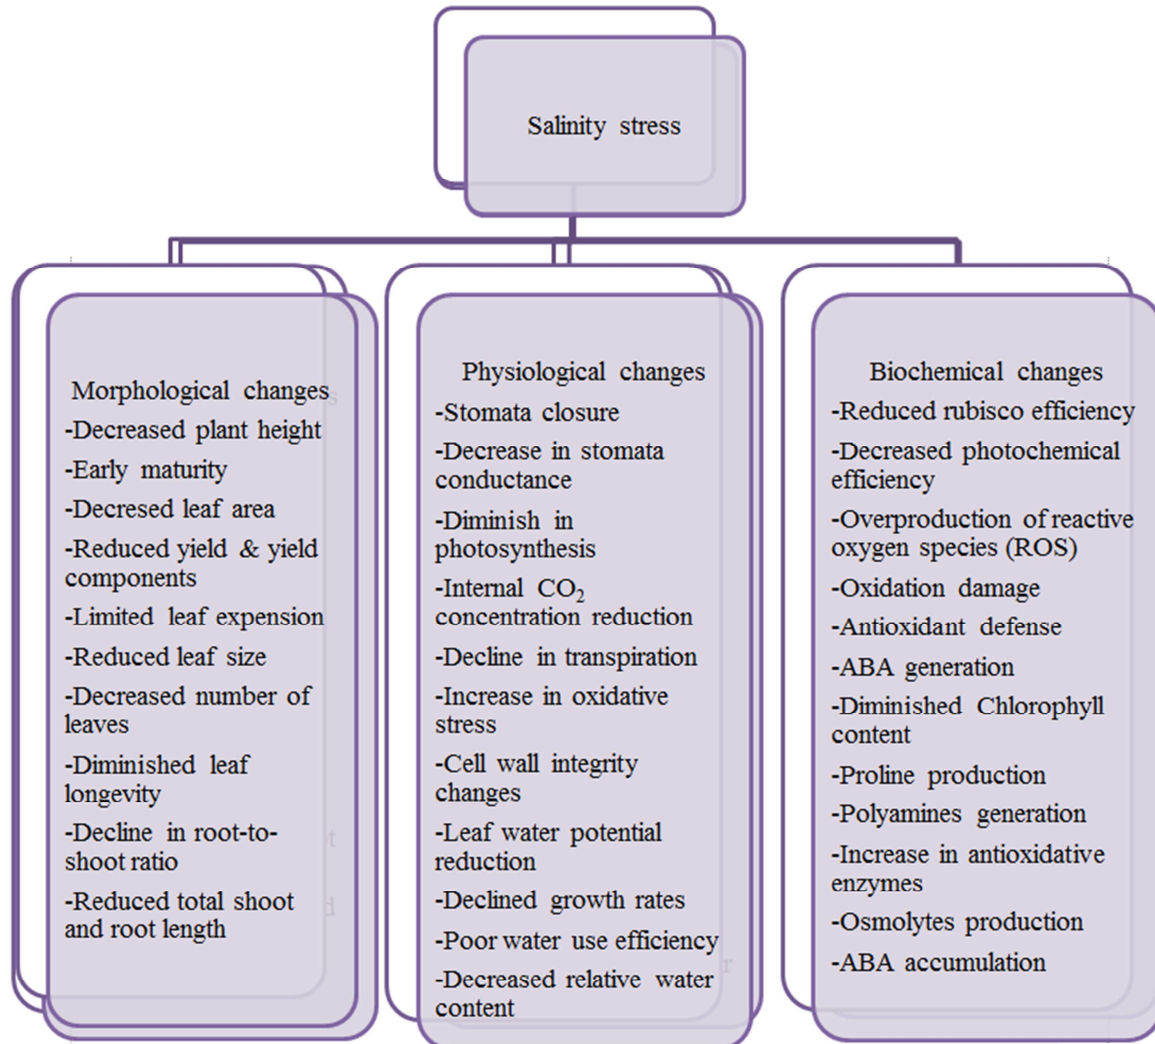 Salinity stress
Morphological changes
-Decreased plant height
-Early maturity
-Decresed leaf area
-Reduced yield & yield
components
-Limited leaf expension
-Reduced leaf size
-Decreased number of
leaves
-Diminished leaf
longevity
-Decline in root-to-
shoot ratio
-Reduced total shoot
and root length
Physiological changes
-Stomata closure
-Decrease in stomata
conductance
-Diminish in
photosynthesis
-Internal CO₂
concentration reduction
-Decline in transpiration
-Increase in oxidative
stress
-Cell wall integrity
changes
-Leaf water potential
reduction
-Declined growth rates
-Poor water use efficiency
-Decreased relative water
content
Biochemical changes
-Reduced rubisco efficiency
-Decreased photochemical
efficiency
-Overproduction of reactive
oxygen species (ROS)
-Oxidation damage
-Antioxidant defense
-ABA generation
-Diminished Chlorophyll
content
-Proline production
-Polyamines generation
-Increase in antioxidative
enzymes
-Osmolytes production
-ABA accumulation